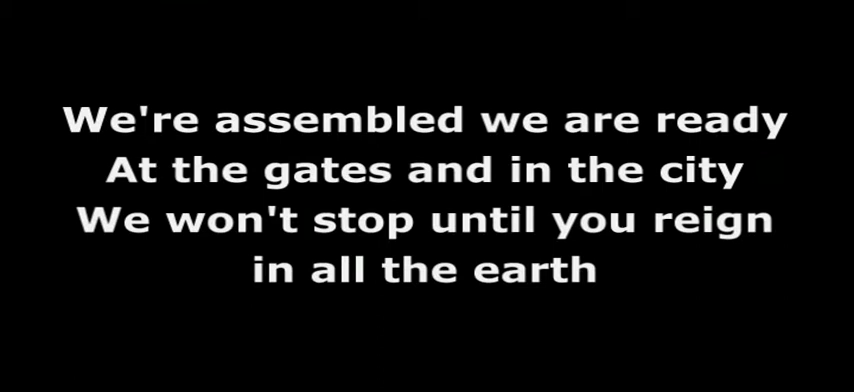 We're assembled we are ready
At the gates and in the city
We won't stop until you reign
in all the earth